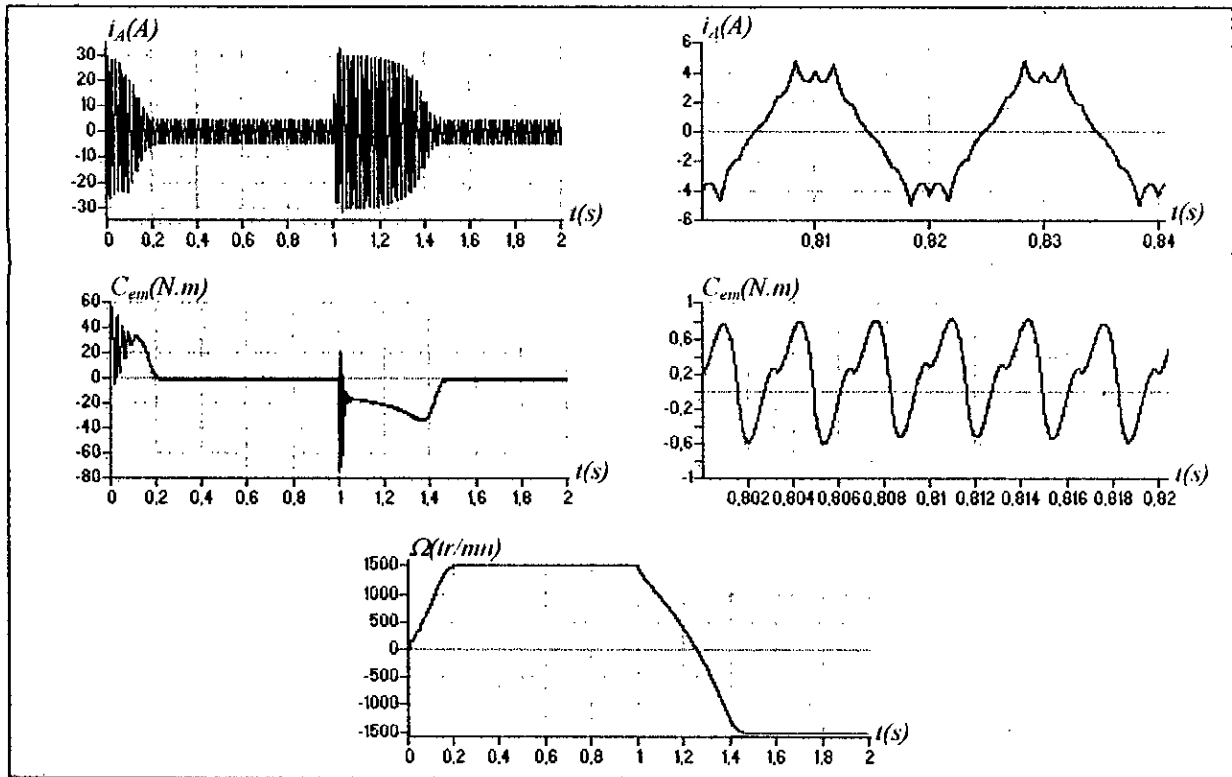 i_A(A)
30
20
10
0
-10
-20
-30
0 0,2 0,4 0,6 0,8 1 1,2 1,4 1,6 1,8 2
t(s)
i_A(A)
6
4
2
0
-2
-4
-6
0,81 0,82 0,83 0,84
t(s)
C_em(N.m)
60
40
20
0
-20
-40
-60
-80
0 0,2 0,4 0,6 0,8 1 1,2 1,4 1,6 1,8 2
t(s)
C_em(N.m)
1
0,6
0,2
-0,2
-0,6
-1
0,802 0,804 0,806 0,808 0,81 0,812 0,814 0,816 0,818 0,82
t(s)
Ω(tr/mn)
1500
1000
500
0
-500
-1000
-1500
0 0,2 0,4 0,6 0,8 1 1,2 1,4 1,6 1,8 2
t(s)